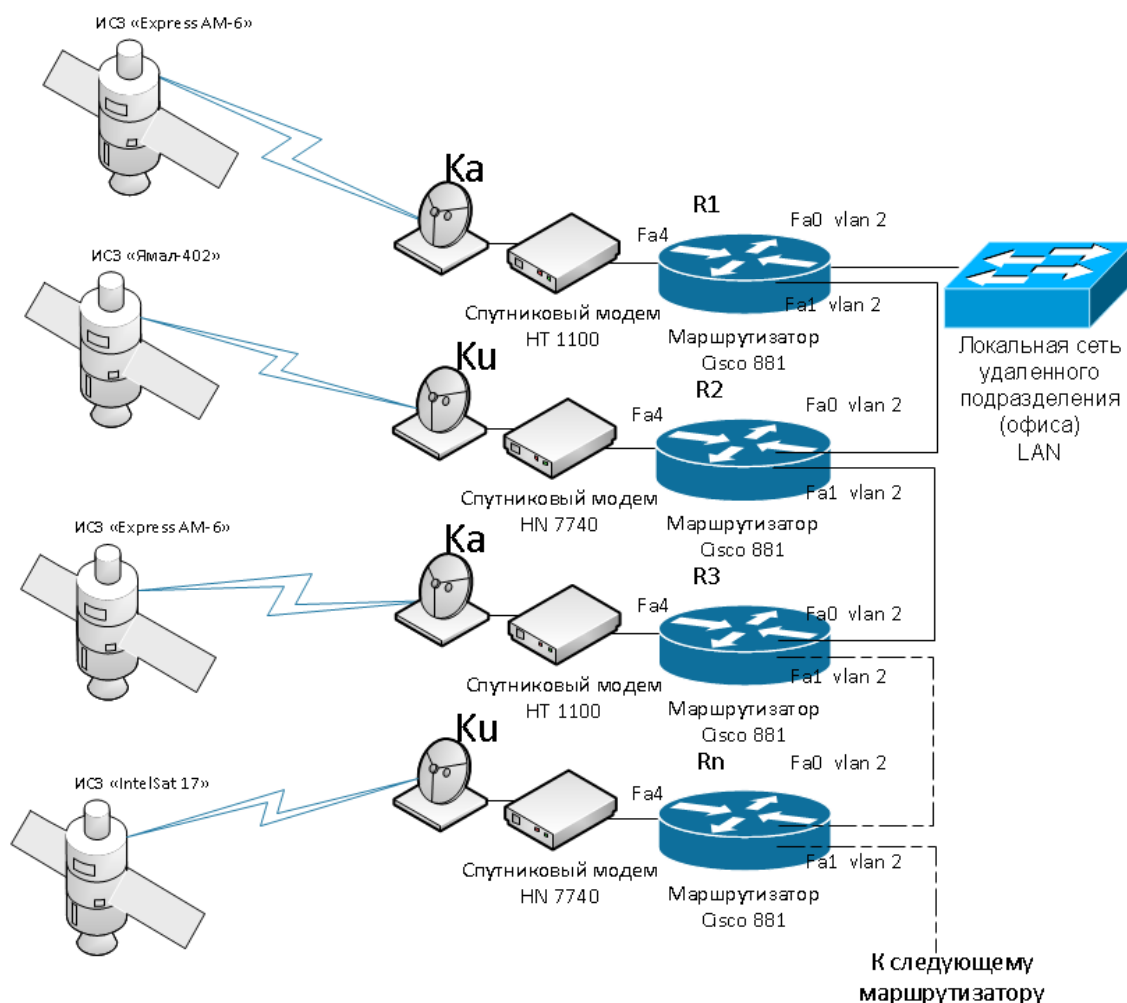 ИСЗ «Express AM-6»
Ka
R1
Fa4
Fa0 vlan 2
Fa1 vlan 2
Спутниковый модем
HT 1100
Маршрутизатор
Cisco 881
Локальная сеть
удаленного
подразделения
(офиса)
LAN
ИСЗ «Ямал-402»
Ku
R2
Fa4
Fa0 vlan 2
Fa1 vlan 2
Спутниковый модем
HN 7740
Маршрутизатор
Cisco 881
ИСЗ «Express AM-6»
Ka
R3
Fa4
Fa0 vlan 2
Fa1 vlan 2
Спутниковый модем
HT 1100
Маршрутизатор
Cisco 881
ИСЗ «IntelSat 17»
Ku
Rn
Fa4
Fa0 vlan 2
Fa1 vlan 2
Спутниковый модем
HN 7740
Маршрутизатор
Cisco 881
К следующему
маршрутизатору